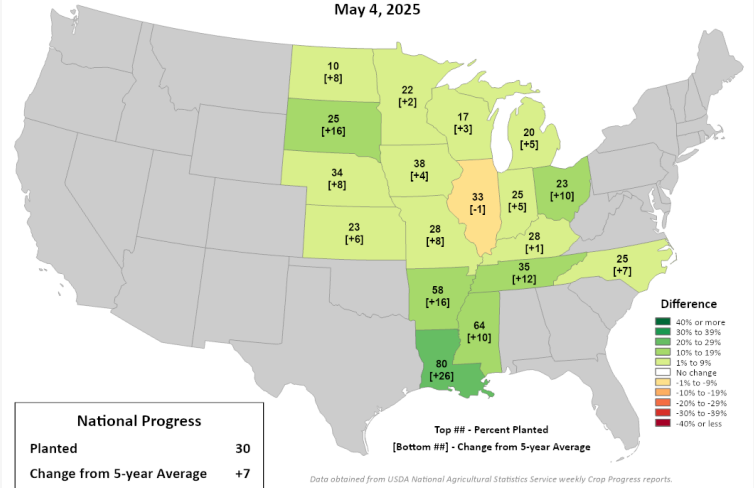 May 4, 2025
10
[+8]
22
[+2]
17
[+3]
20
[+5]
25
[+16]
38
[+4]
34
[+8]
33
[-1]
25
[+5]
23
[+10]
23
[+6]
28
[+8]
28
[+1]
35
[+12]
25
[+7]
58
[+16]
64
[+10]
80
[+26]
Difference
40% or more
30% to 39%
20% to 29%
10% to 19%
1% to 9%
No change
-1% to -9%
-10% to -19%
-20% to -29%
-30% to -39%
-40% or less
National Progress
Planted 30
Change from 5-year Average +7
Top ## - Percent Planted
[Bottom ##] - Change from 5-year Average
Data obtained from USDA National Agricultural Statistics Service weekly Crop Progress reports.